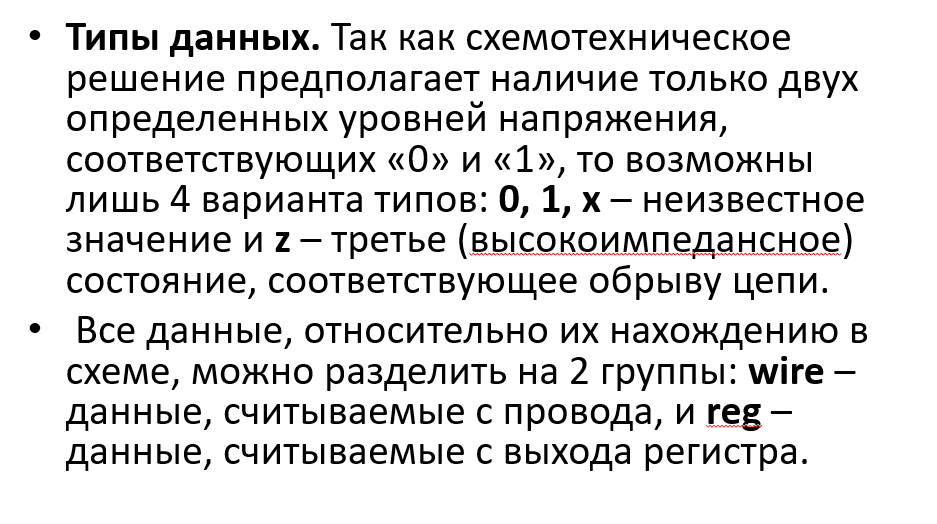 • Типы данных. Так как схемотехническое
решение предполагает наличие только двух
определенных уровней напряжения,
соответствующих «0» и «1», то возможны
лишь 4 варианта типов: 0, 1, x – неизвестное
значение и z – третье (высокоимпедансное)
состояние, соответствующее обрыву цепи.
• Все данные, относительно их нахождению в
схеме, можно разделить на 2 группы: wire –
данные, считываемые с провода, и reg –
данные, считываемые с выхода регистра.